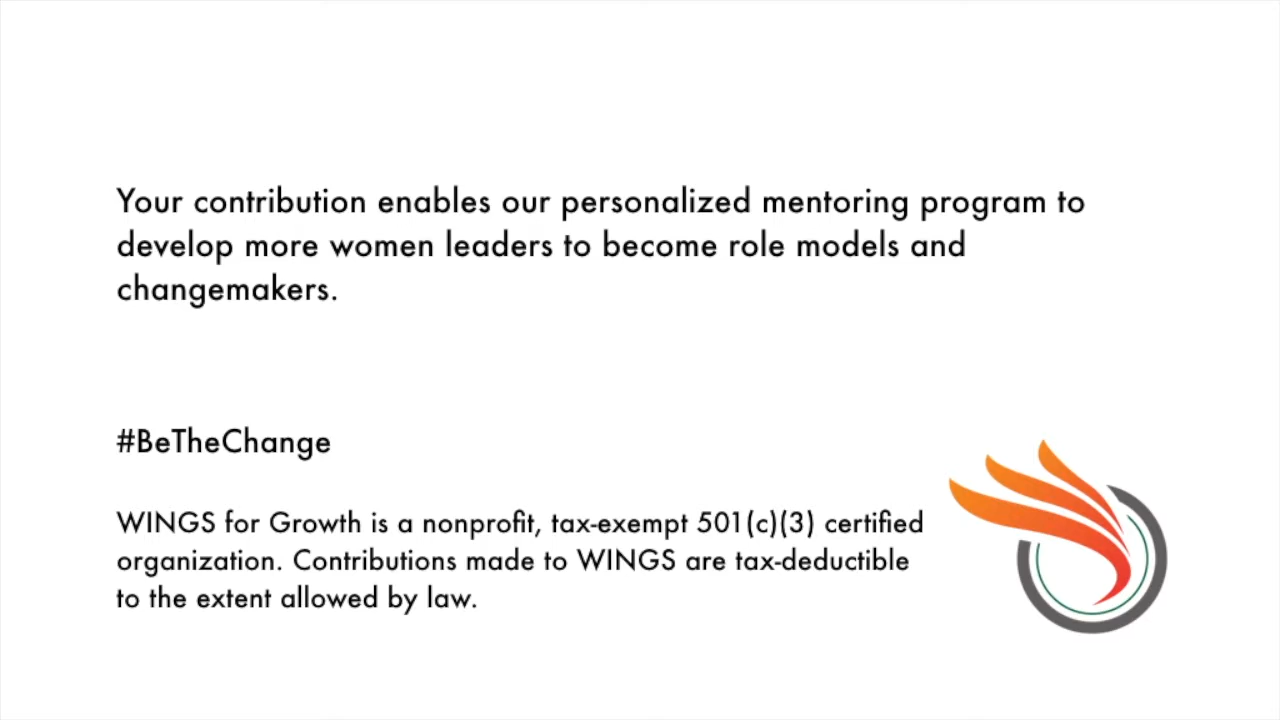 Your contribution enables our personalized mentoring program to
develop more women leaders to become role models and
changemakers.
#BeTheChange
WINGS for Growth is a nonprofit, tax-exempt 501(c)(3) certified
organization. Contributions made to WINGS are tax-deductible
to the extent allowed by law.